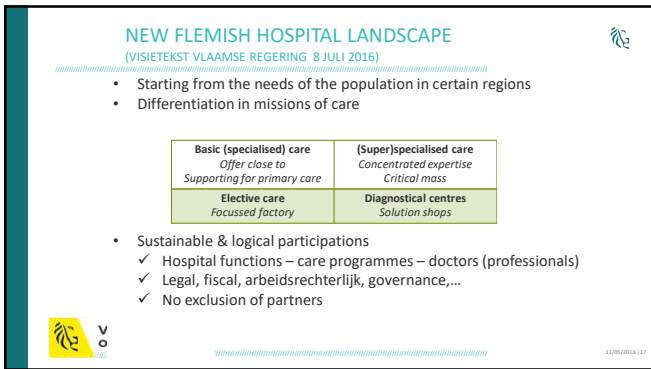 NEW FLEMISH HOSPITAL LANDSCAPE
(VISIETEKST VLAAMSE REGERING 8 JULI 2016)
• Starting from the needs of the population in certain regions
• Differentiation in missions of care
Basic (specialised) care
Offer close to
Supporting for primary care
(Super)specialised care
Concentrated expertise
Critical mass
Elective care
Focussed factory
Diagnostical centres
Solution shops
• Sustainable & logical participations
✓ Hospital functions – care programmes – doctors (professionals)
✓ Legal, fiscal, arbeidsrechterlijk, governance,…
✓ No exclusion of partners
11/05/2018 | 17